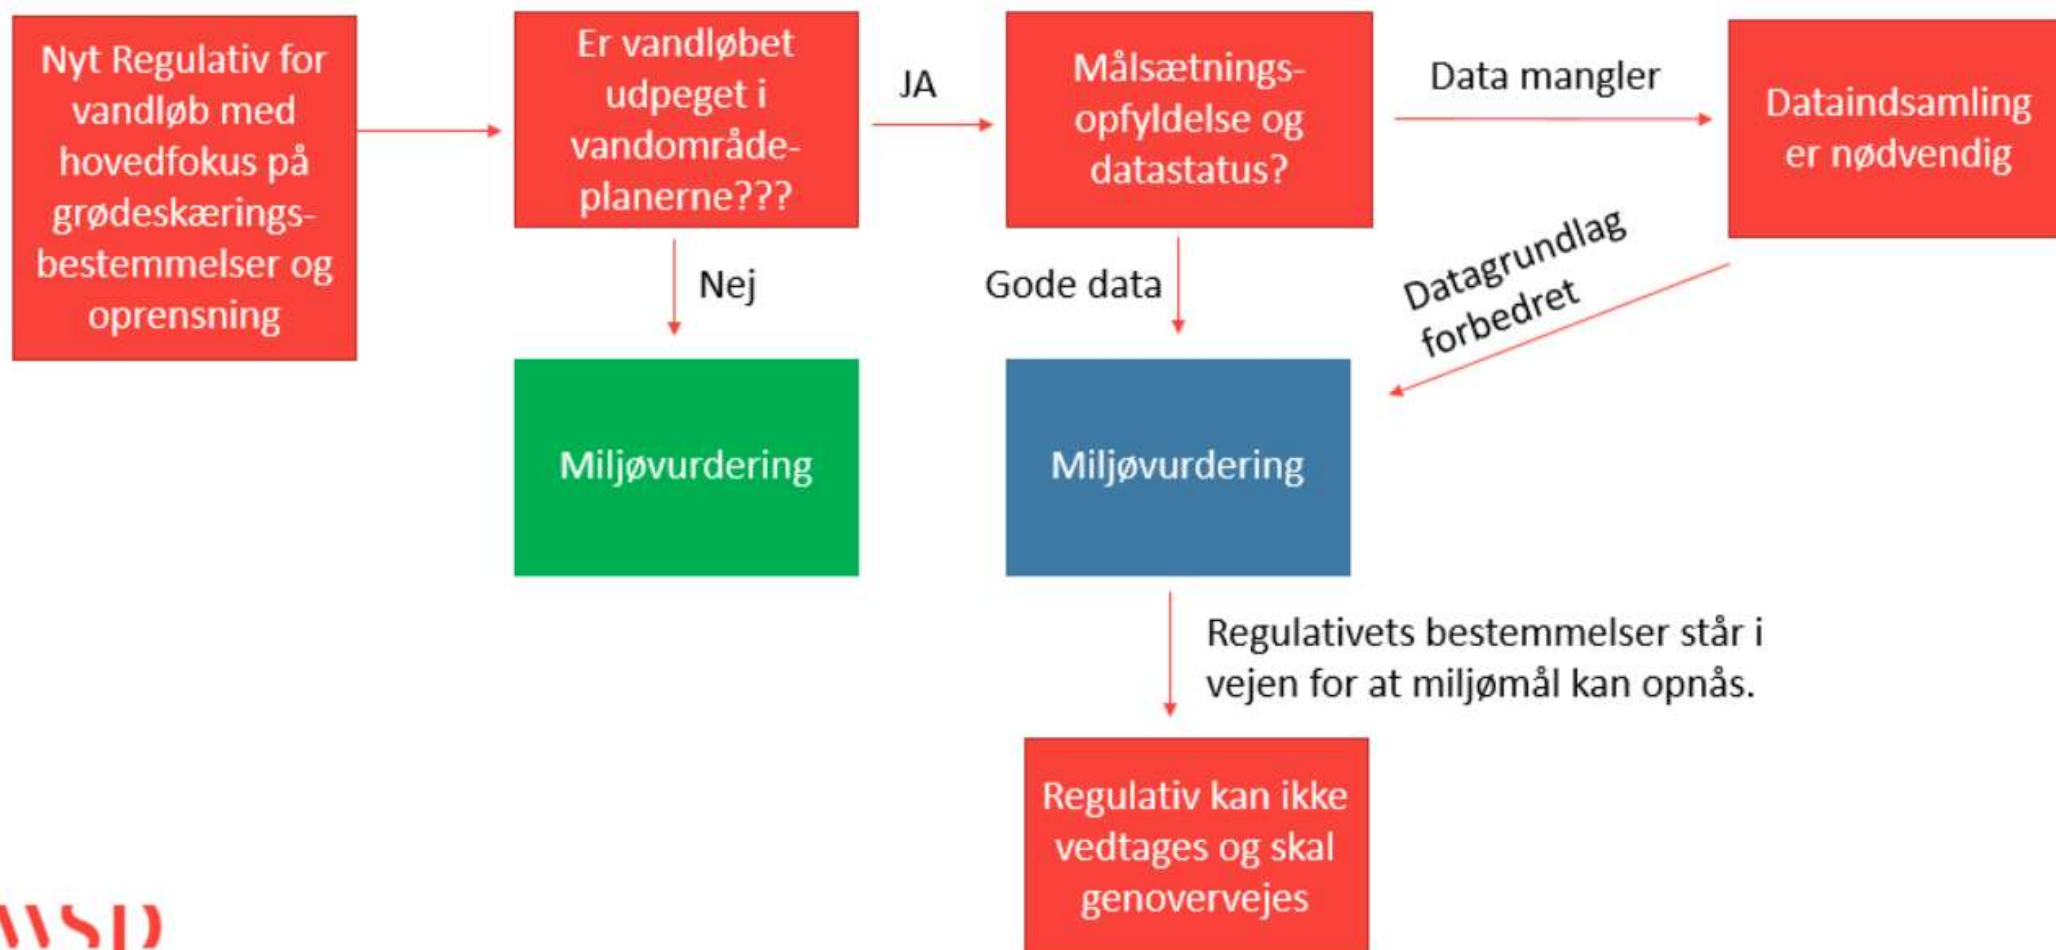 Nyt Regulativ for
vandløb med
hovedfokus på
grødeskærings-
bestemmelser og
oprensning
Er vandløbet
udpeget i
vandområde-
planerne???
JA
Målsætnings-
opfyldelse og
datastatus?
Data mangler
Dataindsamling
er nødvendig
Nej
Gode data
Datagrundlag
forbedret
Miljøvurdering
Miljøvurdering
Regulativets bestemmelser står i
vejen for at miljømål kan opnås.
Regulativ kan ikke
vedtages og skal
genovervejes
WSP